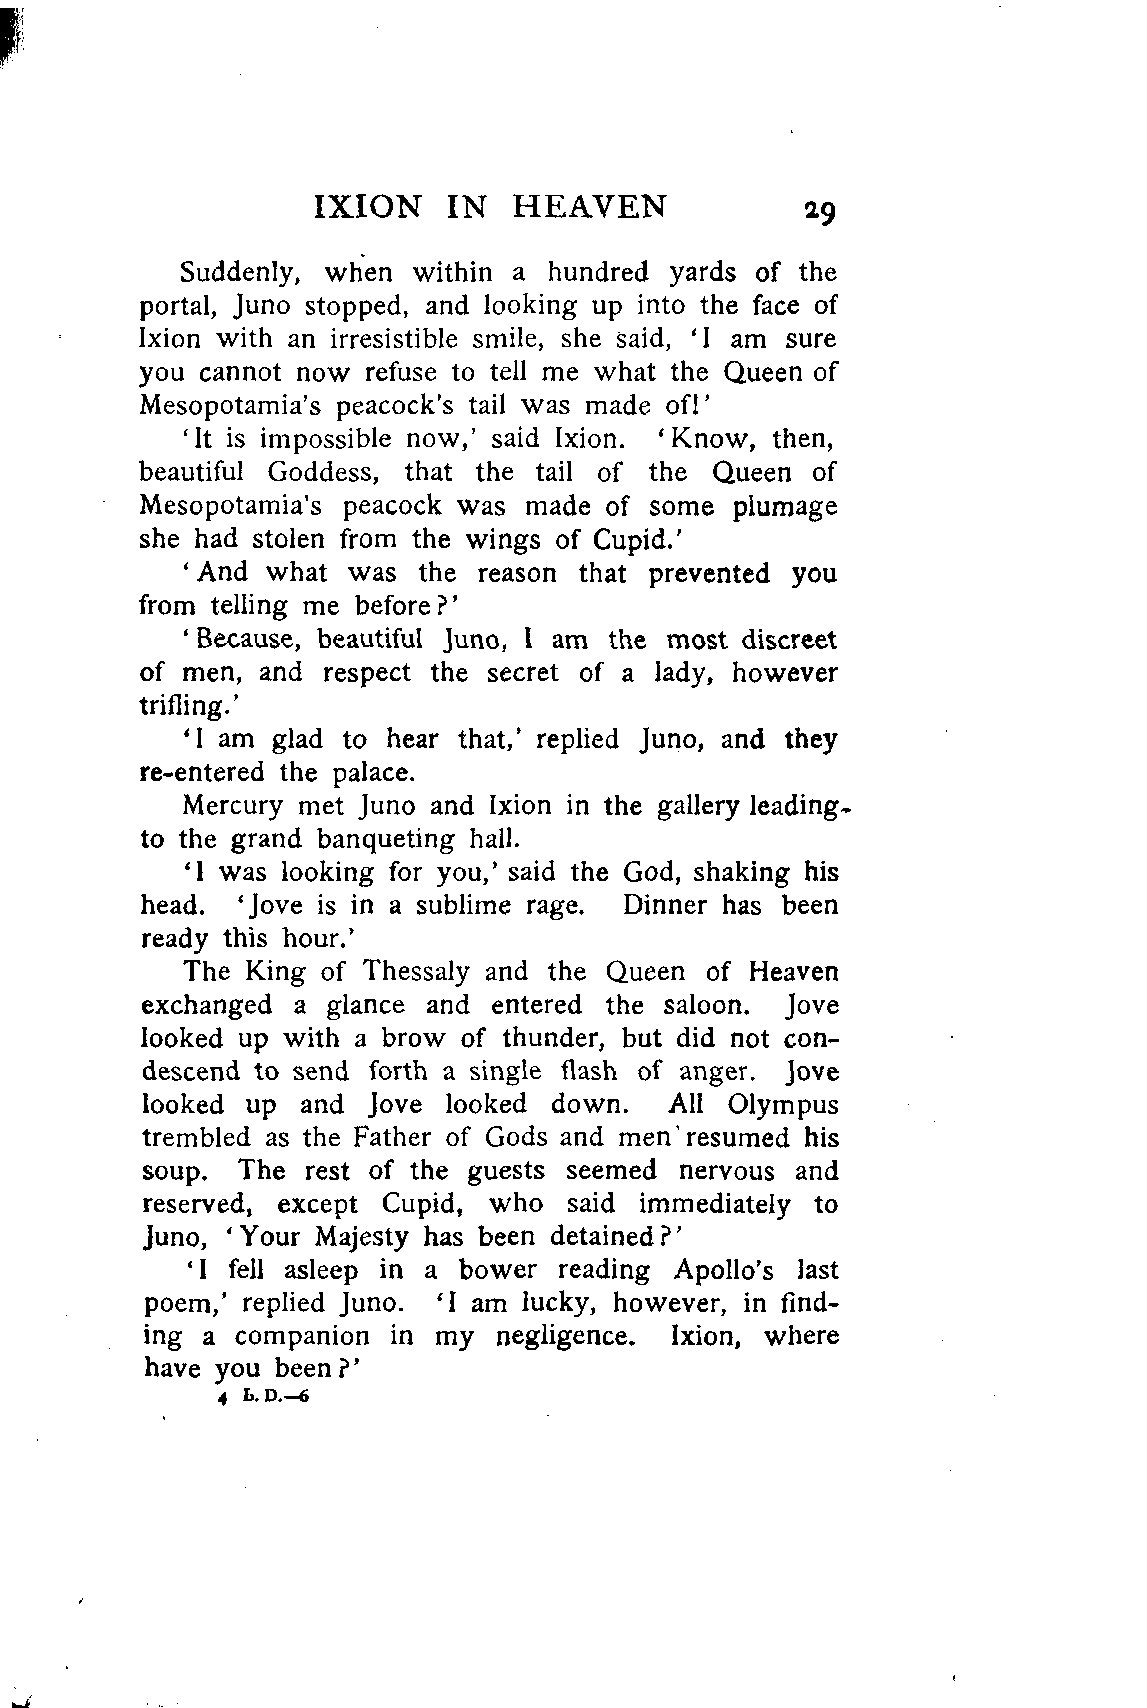 IXION IN HEAVEN 29
Suddenly, when within a hundred yards of the
portal, Juno stopped, and looking up into the face of
Ixion with an irresistible smile, she said, ‘I am sure
you cannot now refuse to tell me what the Queen of
Mesopotamia's peacock's tail was made of!’
‘It is impossible now,’ said Ixion. ‘Know, then,
beautiful Goddess, that the tail of the Queen of
Mesopotamia's peacock was made of some plumage
she had stolen from the wings of Cupid.’
‘And what was the reason that prevented you
from telling me before?’
‘Because, beautiful Juno, I am the most discreet
of men, and respect the secret of a lady, however
trifling.’
‘I am glad to hear that,’ replied Juno, and they
re-entered the palace.
Mercury met Juno and Ixion in the gallery leading
to the grand banqueting hall.
‘I was looking for you,’ said the God, shaking his
head. ‘Jove is in a sublime rage. Dinner has been
ready this hour.’
The King of Thessaly and the Queen of Heaven
exchanged a glance and entered the saloon. Jove
looked up with a brow of thunder, but did not con-
descend to send forth a single flash of anger. Jove
looked up and Jove looked down. All Olympus
trembled as the Father of Gods and men resumed his
soup. The rest of the guests seemed nervous and
reserved, except Cupid, who said immediately to
Juno, ‘Your Majesty has been detained?’
‘I fell asleep in a bower reading Apollo's last
poem,’ replied Juno. ‘I am lucky, however, in find-
ing a companion in my negligence. Ixion, where
have you been?’
4 L. D.—6